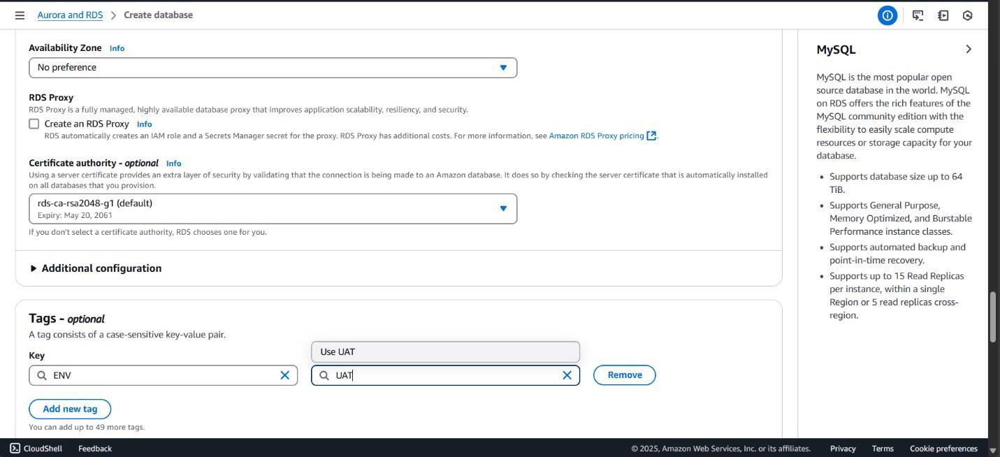 Aurora and RDS > Create database
Availability Zone Info
No preference
RDS Proxy
RDS Proxy is a fully managed, highly available database proxy that improves application scalability, resiliency, and security.
Create an RDS Proxy Info
RDS automatically creates an IAM role and a Secrets Manager secret for the proxy. RDS Proxy has additional costs. For more information, see Amazon RDS Proxy pricing.
Certificate authority - optional Info
Using a server certificate provides an extra layer of security by validating that the connection is being made to an Amazon database. It does so by checking the server certificate that is automatically installed
on all databases that you provision.
rds-ca-rsa2048-g1 (default)
Expiry: May 20, 2061
If you don't select a certificate authority, RDS chooses one for you.
Additional configuration
Tags - optional
A tag consists of a case-sensitive key-value pair.
Key
Use UAT
ENV
UAT
Remove
Add new tag
You can add up to 49 more tags.
MySQL
MySQL is the most popular open
source database in the world. MySQL
on RDS offers the rich features of the
MySQL community edition with the
flexibility to easily scale compute
resources or storage capacity for your
database.
• Supports database size up to 64
TiB.
• Supports General Purpose,
Memory Optimized, and Burstable
Performance instance classes.
• Supports automated backup and
point-in-time recovery.
• Supports up to 15 Read Replicas
per instance, within a single
Region or 5 read replicas cross-
region.
CloudShell Feedback © 2025, Amazon Web Services, Inc. or its affiliates. Privacy Terms Cookie preferences